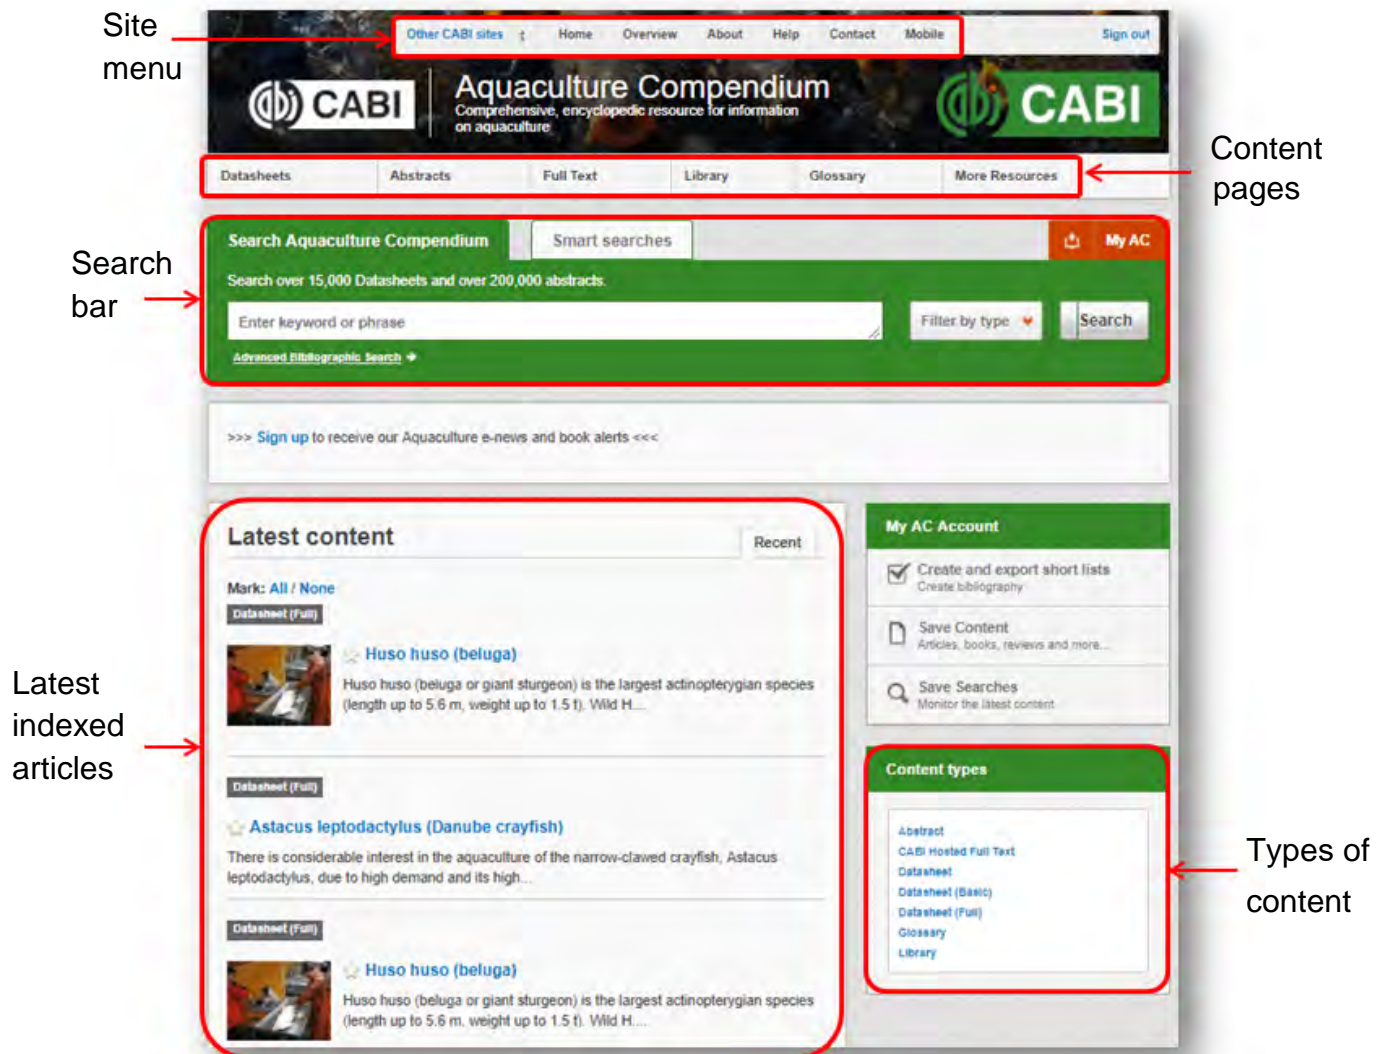 Site
menu
Other CABI sites Home Overview About Help Contact Mobile Sign out
CABI
Aquaculture Compendium
Comprehensive, encyclopedic resource for information
on aquaculture
CABI
Content
pages
Datasheets Abstracts Full Text Library Glossary More Resources
Search
bar
Search Aquaculture Compendium Smart searches My AC
Search over 15,000 Datasheets and over 200,000 abstracts.
Enter keyword or phrase Filter by type Search
Advanced Bibliographic Search
>>> Sign up to receive our Aquaculture e-news and book alerts <<<
Latest
indexed
articles
Latest content Recent
Mark: All / None
Datasheet (Full)
Huso huso (beluga)
Huso huso (beluga or giant sturgeon) is the largest actinopterygian species
(length up to 5.6 m, weight up to 1.5 t). Wild H....
Datasheet (Full)
Astacus leptodactylus (Danube crayfish)
There is considerable interest in the aquaculture of the narrow-clawed crayfish, Astacus
leptodactylus, due to high demand and its high...
Datasheet (Full)
Huso huso (beluga)
Huso huso (beluga or giant sturgeon) is the largest actinopterygian species
(length up to 5.6 m, weight up to 1.5 t). Wild H....
My AC Account
Create and export short lists
Create bibliography
Save Content
Articles, books, reviews and more...
Save Searches
Monitor the latest content
Content types
Abstract
CABI Hosted Full Text
Datasheet
Datasheet (Basic)
Datasheet (Full)
Glossary
Library
Types of
content